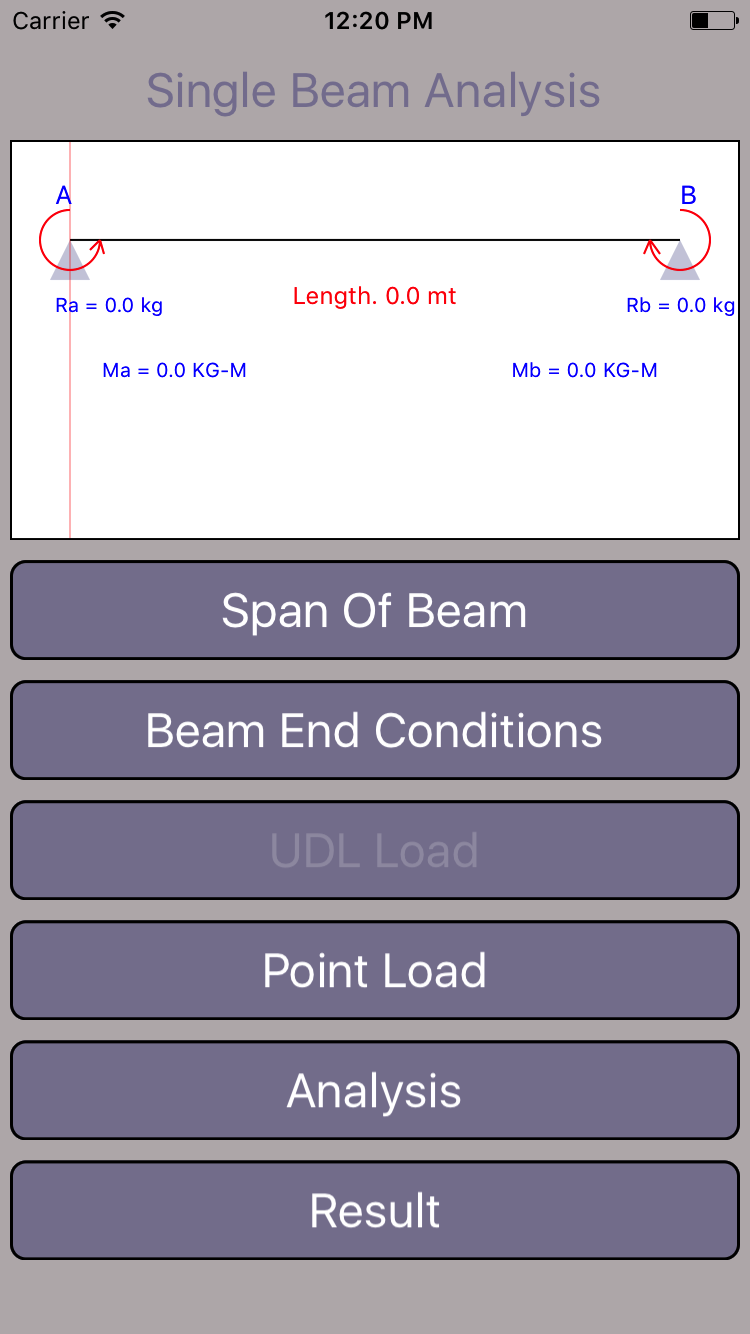 Carrier 12:20 PM
Single Beam Analysis
A B
Length. 0.0 mt
Ra = 0.0 kg Rb = 0.0 kg
Ma = 0.0 KG-M Mb = 0.0 KG-M
Span Of Beam
Beam End Conditions
UDL Load
Point Load
Analysis
Result